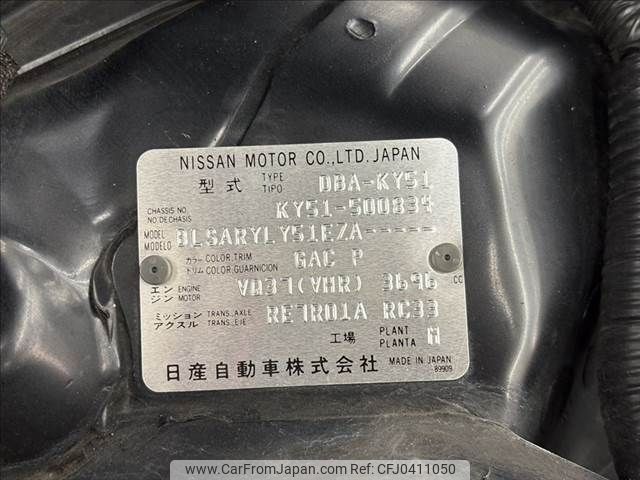 NISSAN MOTOR CO.,LTD. JAPAN
型式 TYPE TIPO DBA-KY51
CHASSIS NO. NO.DE CHASIS KY51-500834
MODEL MODELO BLSARYLY51EZA-----
カラー COLOR,TRIM トリム COLOR,GUARNICION GAC P
エンジン ENGINE MOTOR VQ37(VHR) 3696 CC
ミッション TRANS.AXLE アクスル TRANS.EJE RE7R01A RC33
工場 PLANT PLANTA M
日産自動車株式会社 MADE IN JAPAN
89909
www.CarFromJapan.com - CFJ0411050